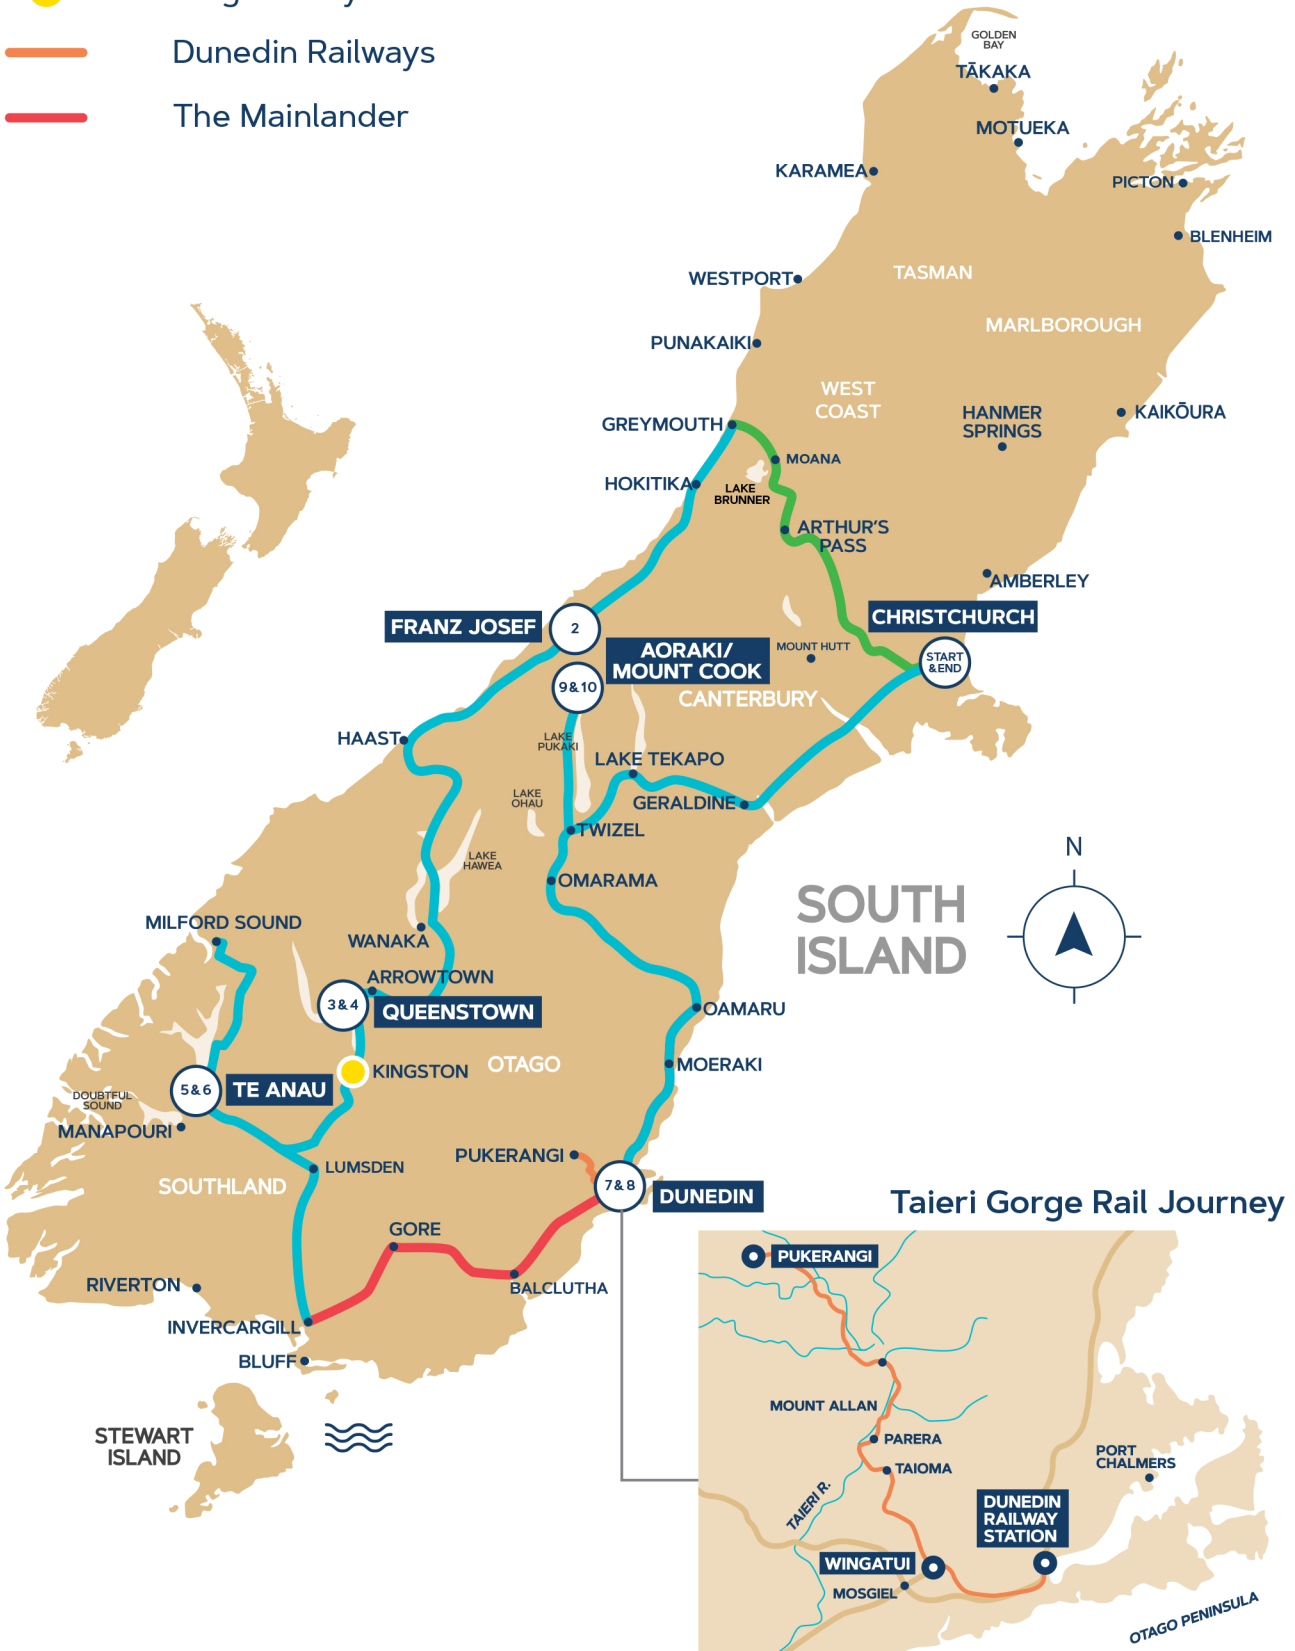 Dunedin Railways
The Mainlander
GOLDEN
BAY
TĀKAKA
MOTUEKA
KARAMEA
PICTON
BLENHEIM
WESTPORT
TASMAN
MARLBOROUGH
PUNAKAIKI
WEST
COAST
HANMER
SPRINGS
KAIKŌURA
GREYMOUTH
MOANA
HOKITIKA
LAKE
BRUNNER
ARTHUR'S
PASS
AMBERLEY
CHRISTCHURCH
START
&END
FRANZ JOSEF
2
AORAKI/
MOUNT COOK
9&10
MOUNT HUTT
CANTERBURY
HAAST
LAKE
PUKAKI
LAKE TEKAPO
GERALDINE
LAKE
OHAU
TWIZEL
LAKE
HAWEA
OMARAMA
N
SOUTH
ISLAND
MILFORD SOUND
WANAKA
ARROWTOWN
3&4
QUEENSTOWN
OAMARU
MOERAKI
OTAGO
KINGSTON
5&6
TE ANAU
DOUBTFUL
SOUND
MANAPOURI
PUKERANGI
LUMSDEN
SOUTHLAND
7&8
DUNEDIN
GORE
BALCLUTHA
RIVERTON
INVERCARGILL
BLUFF
STEWART
ISLAND
Taieri Gorge Rail Journey
PUKERANGI
MOUNT ALLAN
PARERA
TAIOMA
TAIERI R.
PORT
CHALMERS
DUNEDIN
RAILWAY
STATION
WINGATUI
MOSGIEL
OTAGO PENINSULA